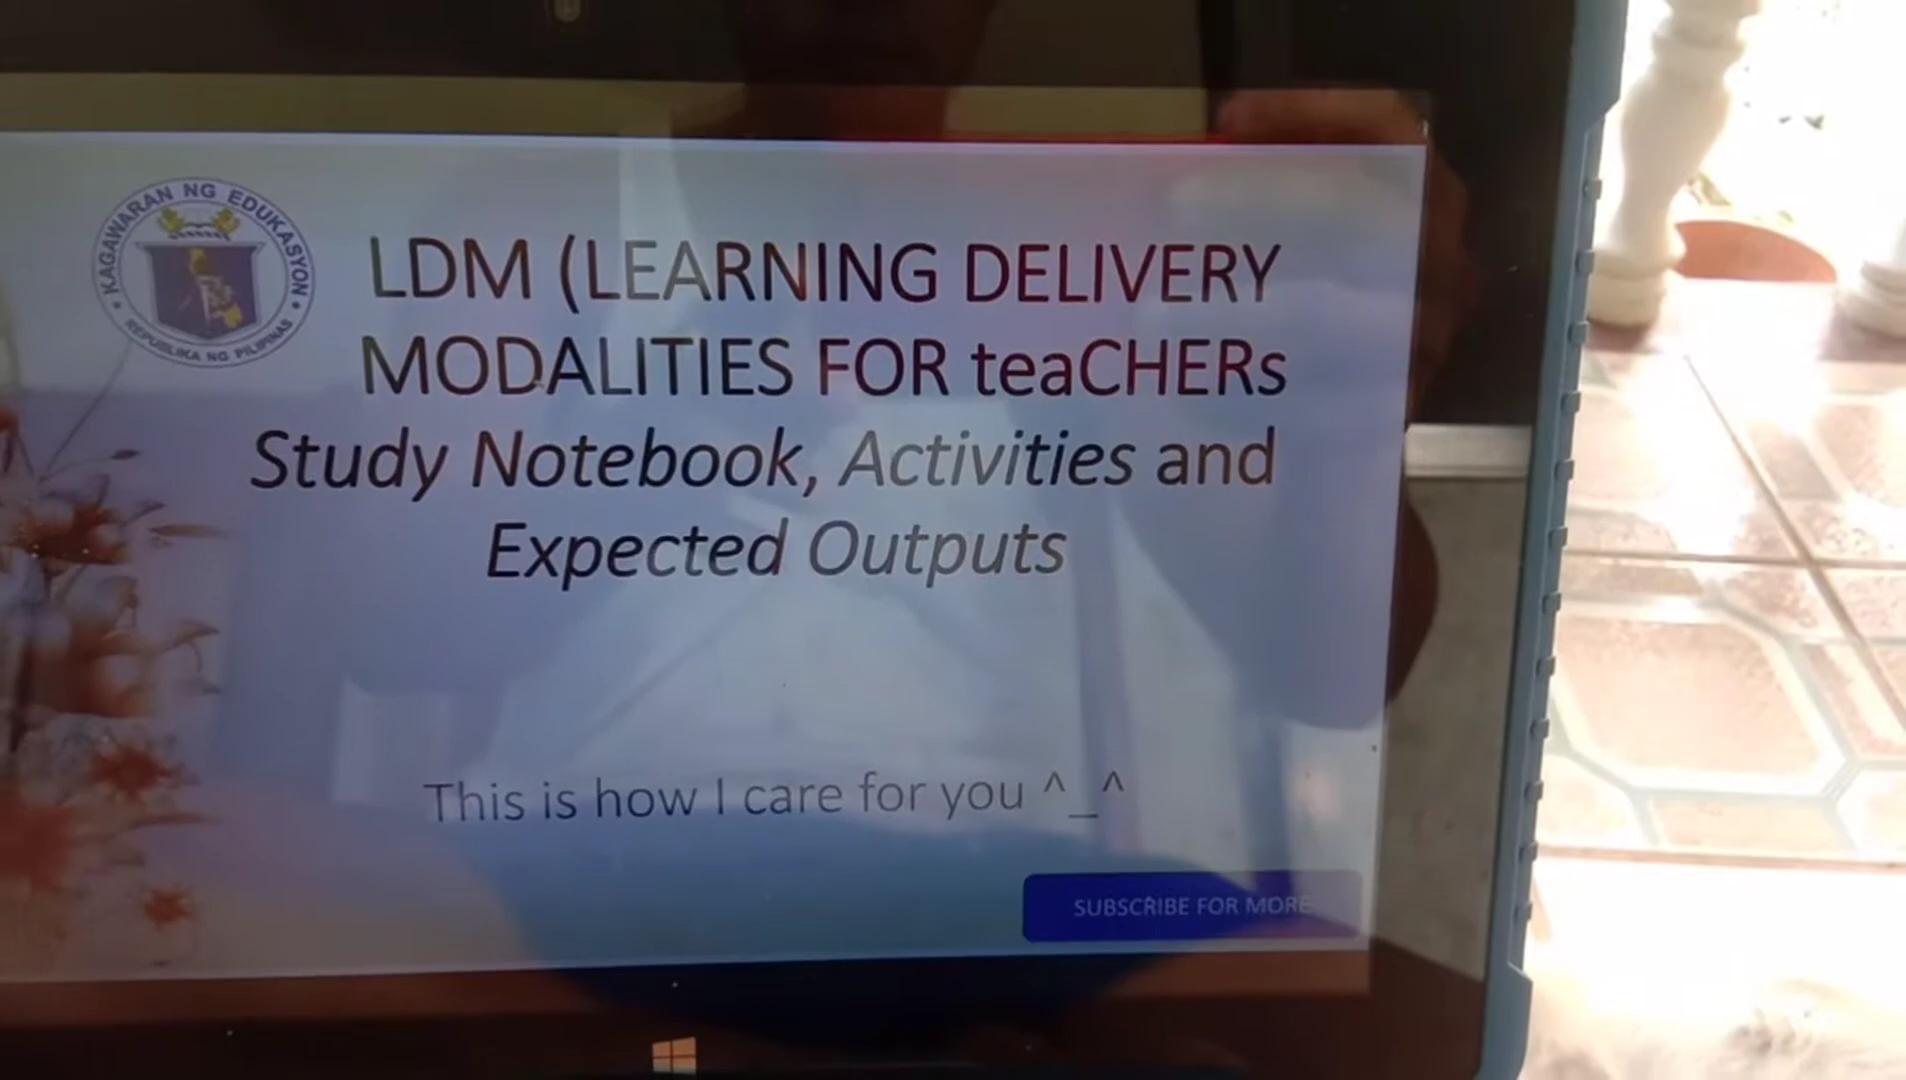 KAGAWARAN NG EDUKASYON
REPUBLIKA NG PILIPINAS
LDM (LEARNING DELIVERY
MODALITIES FOR teaCHERs
Study Notebook, Activities and
Expected Outputs
This is how I care for you ^_^
SUBSCRIBE FOR MORE